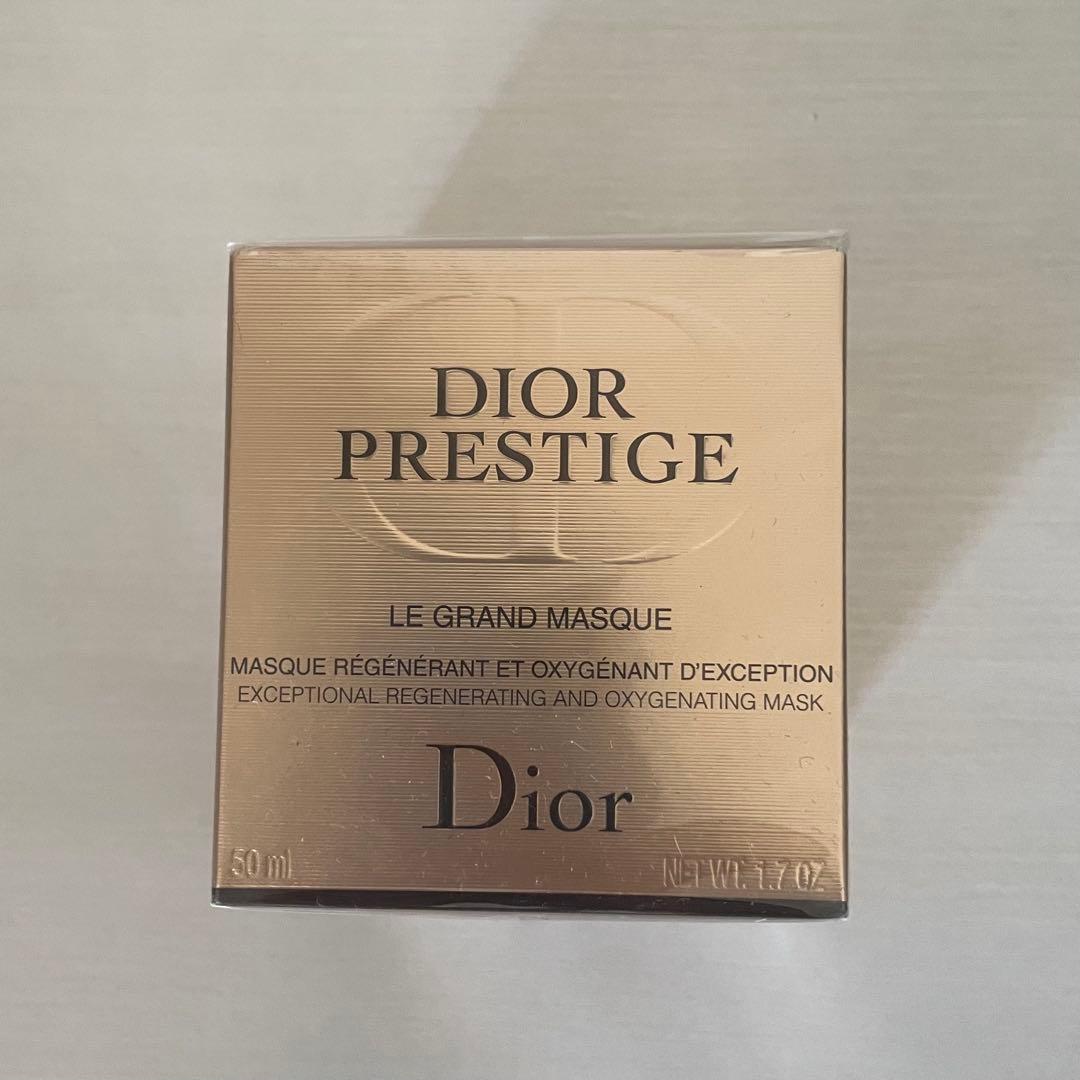 DIOR
PRESTIGE
LE GRAND MASQUE
MASQUE RÉGÉNÉRANT ET OXYGÉNANT D'EXCEPTION
EXCEPTIONAL REGENERATING AND OXYGENATING MASK
Dior
50 ml NET WT. 1.7 OZ